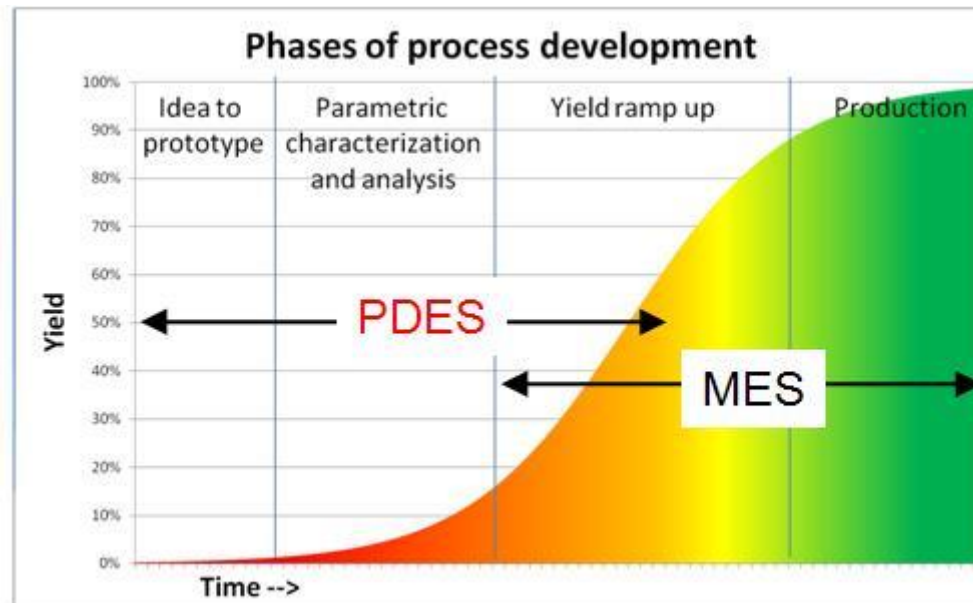 Phases of process development
100%
90%
80%
70%
60%
50%
40%
30%
20%
10%
0%
Yield
Idea to
prototype
Parametric
characterization
and analysis
Yield ramp up
Production
PDES
MES
Time -->